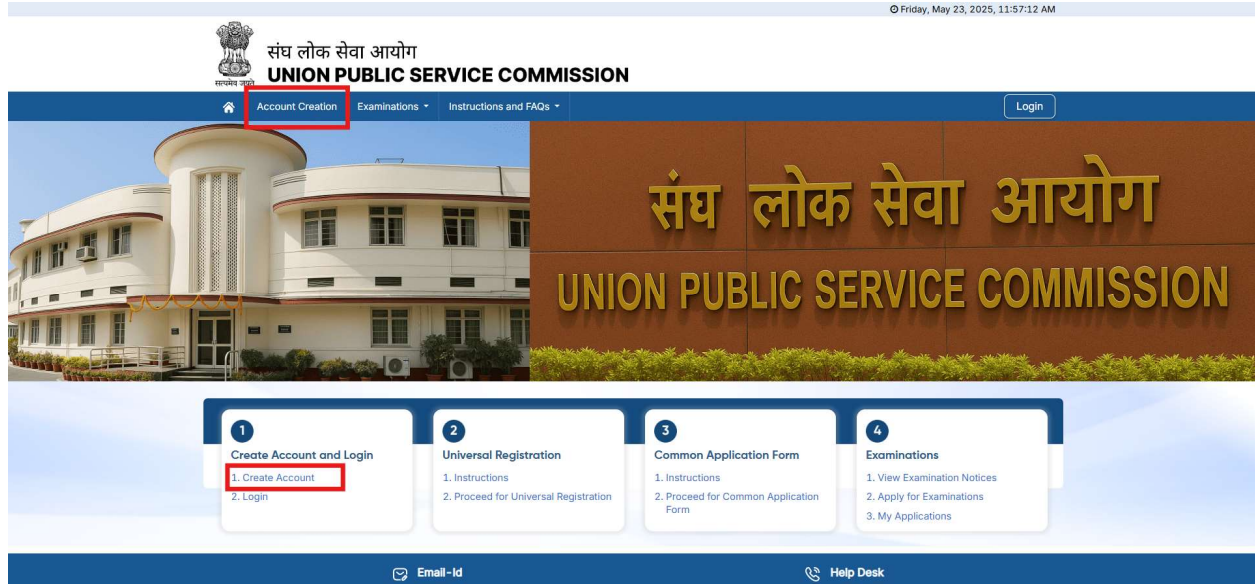 Friday, May 23, 2025, 11:57:12 AM
सत्यमेव जयते
संघ लोक सेवा आयोग
UNION PUBLIC SERVICE COMMISSION
Account Creation
Examinations
Instructions and FAQs
Login
संघ लोक सेवा आयोग
UNION PUBLIC SERVICE COMMISSION
1
Create Account and Login
1. Create Account
2. Login
2
Universal Registration
1. Instructions
2. Proceed for Universal Registration
3
Common Application Form
1. Instructions
2. Proceed for Common Application
Form
4
Examinations
1. View Examination Notices
2. Apply for Examinations
3. My Applications
Email-Id
Help Desk